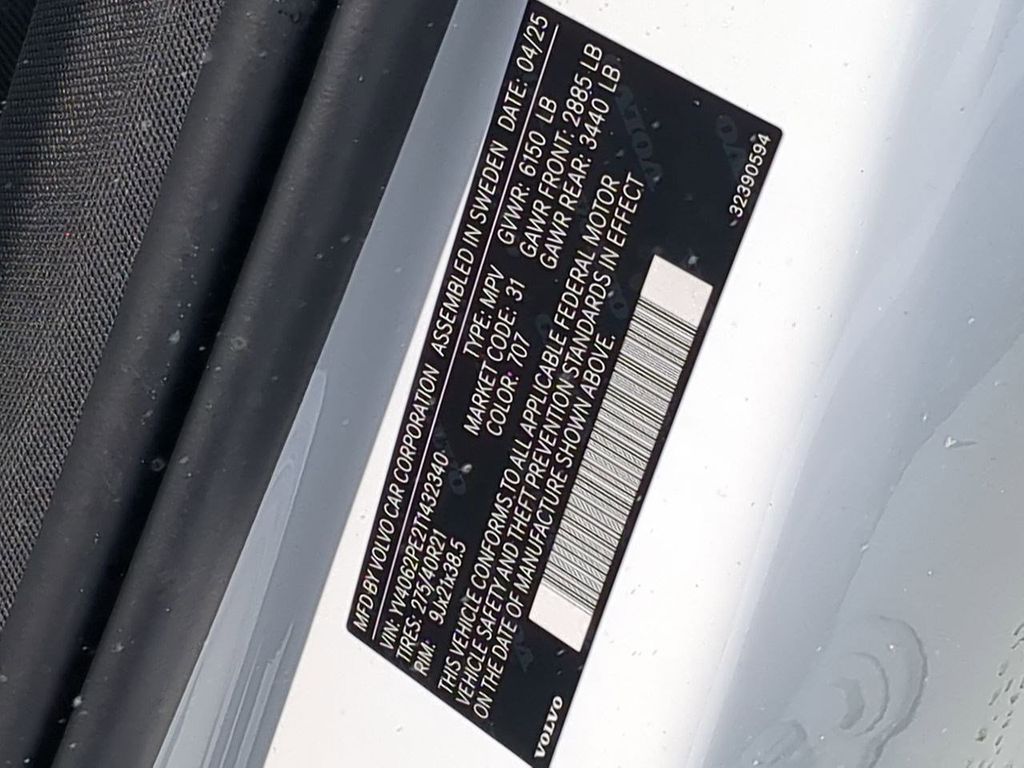 MFD BY VOLVO CAR CORPORATION ASSEMBLED IN SWEDEN DATE: 04/25
VIN: YV4062PE2T1432340 TYPE: MPV GVWR: 6150 LB
TIRES: 275/40R21 MARKET CODE: 31 GAWR FRONT: 2885 LB
RIM: 9Jx21x38.5 COLOR: 707 GAWR REAR: 3440 LB
THIS VEHICLE CONFORMS TO ALL APPLICABLE FEDERAL MOTOR
VEHICLE SAFETY AND THEFT PREVENTION STANDARDS IN EFFECT
ON THE DATE OF MANUFACTURE SHOWN ABOVE.
VOLVO 32390594